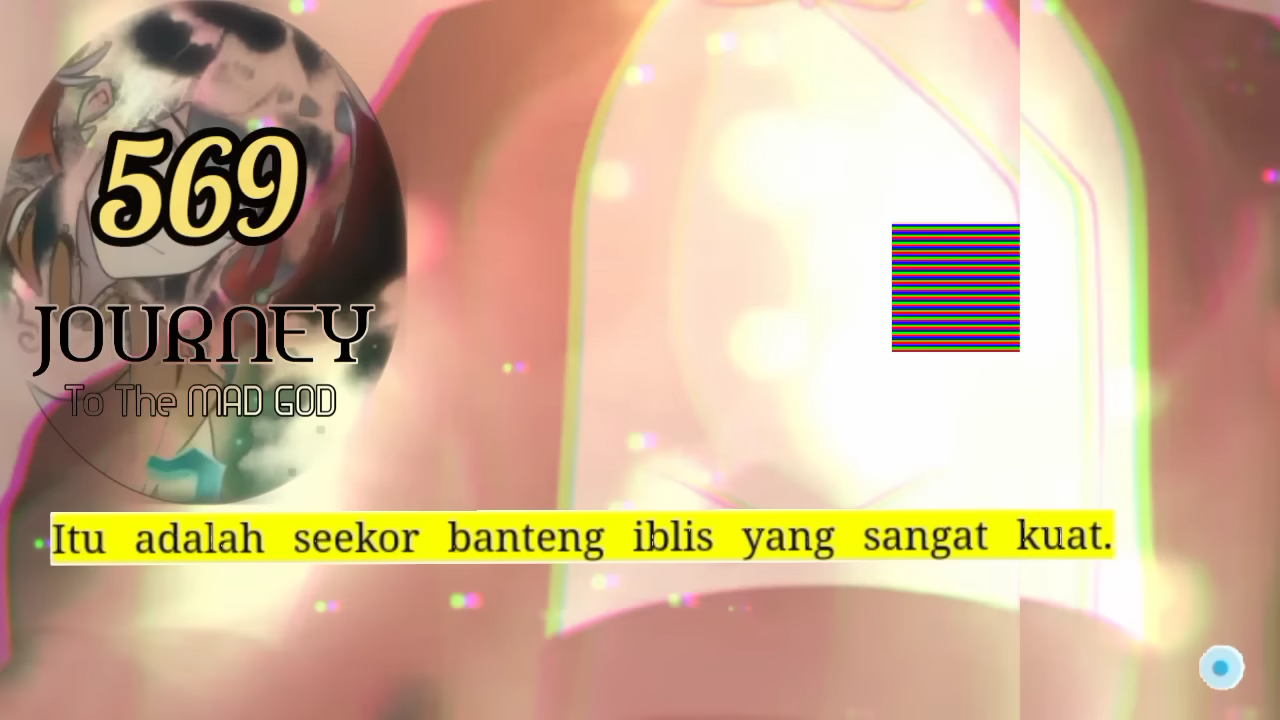 569
JOURNEY
To The MAD GOD
Itu adalah seekor banteng iblis yang sangat kuat.